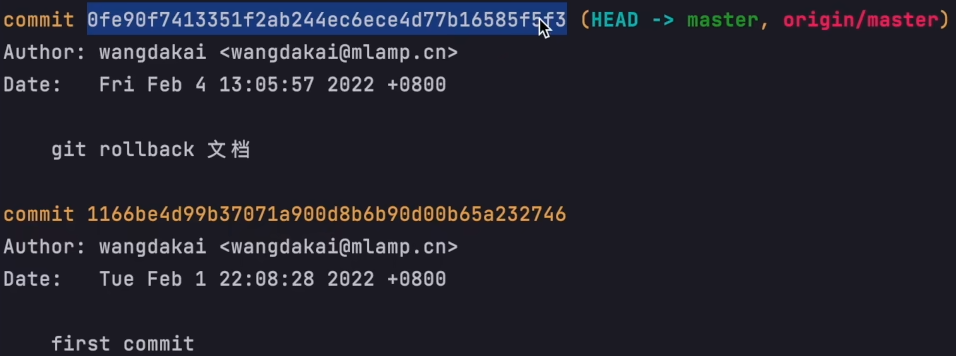 commit 0fe90f7413351f2ab244ec6ece4d77b16585f5f3 (HEAD -> master, origin/master)
Author: wangdakai <wangdakai@mlamp.cn>
Date:   Fri Feb 4 13:05:57 2022 +0800
git rollback 文档
commit 1166be4d99b37071a900d8b6b90d00b65a232746
Author: wangdakai <wangdakai@mlamp.cn>
Date:   Tue Feb 1 22:08:28 2022 +0800
first commit